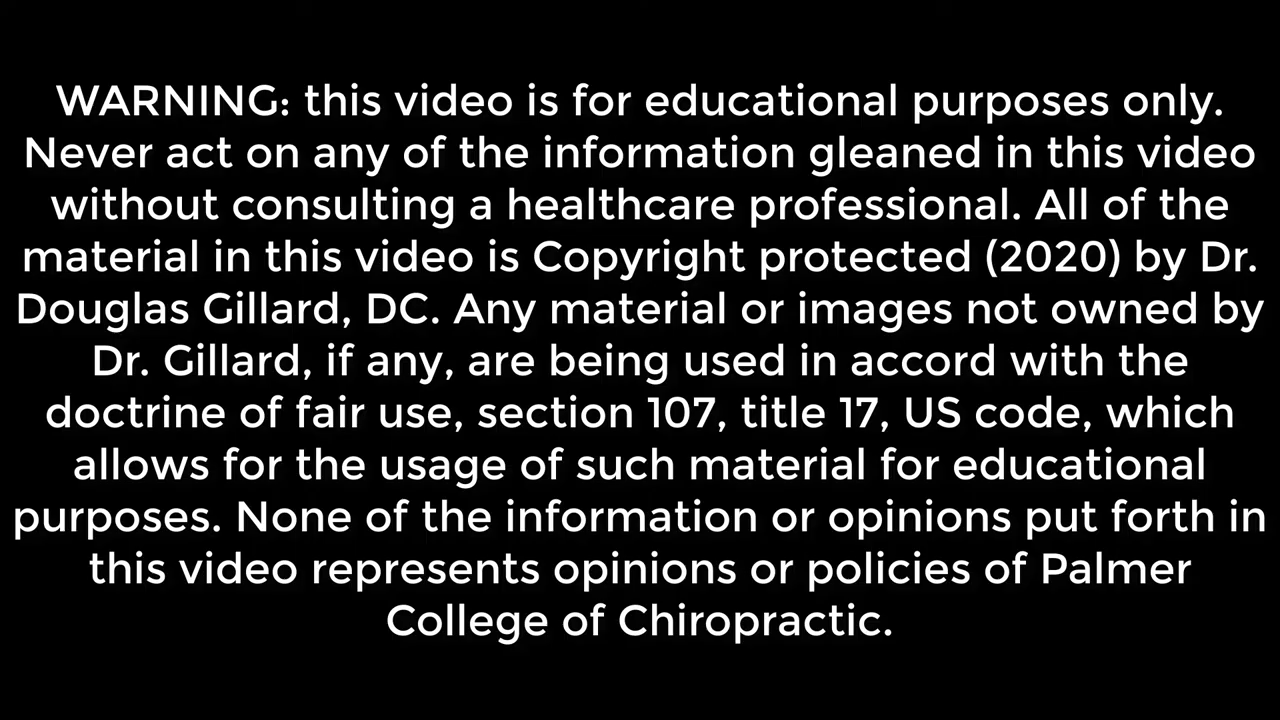 WARNING: this video is for educational purposes only.
Never act on any of the information gleaned in this video
without consulting a healthcare professional. All of the
material in this video is Copyright protected (2020) by Dr.
Douglas Gillard, DC. Any material or images not owned by
Dr. Gillard, if any, are being used in accord with the
doctrine of fair use, section 107, title 17, US code, which
allows for the usage of such material for educational
purposes. None of the information or opinions put forth in
this video represents opinions or policies of Palmer
College of Chiropractic.